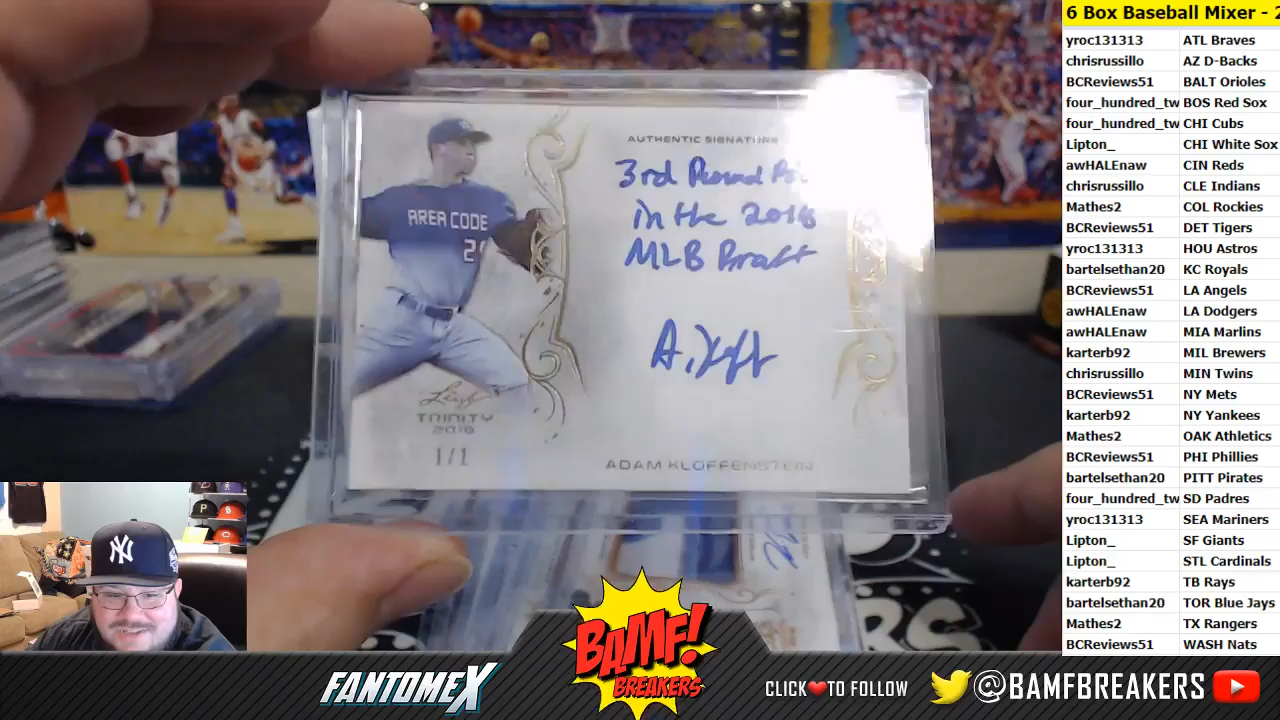 AUTHENTIC SIGNATURE
3rd Round
in the 2018
MLB Draft
A. Kloff
AREA CODE
2
Leaf
TRINITY
2018
1/1
ADAM KLOFFENSTEIN
6 Box Baseball Mixer - 2
yroc131313 ATL Braves
chrisrussillo AZ D-Backs
BCReviews51 BALT Orioles
four_hundred_tw BOS Red Sox
four_hundred_tw CHI Cubs
Lipton_ CHI White Sox
awHALEnaw CIN Reds
chrisrussillo CLE Indians
Mathes2 COL Rockies
BCReviews51 DET Tigers
yroc131313 HOU Astros
bartelsethan20 KC Royals
BCReviews51 LA Angels
awHALEnaw LA Dodgers
awHALEnaw MIA Marlins
karterb92 MIL Brewers
chrisrussillo MIN Twins
BCReviews51 NY Mets
karterb92 NY Yankees
Mathes2 OAK Athletics
BCReviews51 PHI Phillies
bartelsethan20 PITT Pirates
four_hundred_tw SD Padres
yroc131313 SEA Mariners
Lipton_ SF Giants
Lipton_ STL Cardinals
karterb92 TB Rays
bartelsethan20 TOR Blue Jays
Mathes2 TX Rangers
BCReviews51 WASH Nats
NY
P
FANTOMEX
BAMF!
BREAKERS
CLICK TO FOLLOW
@BAMFBREAKERS